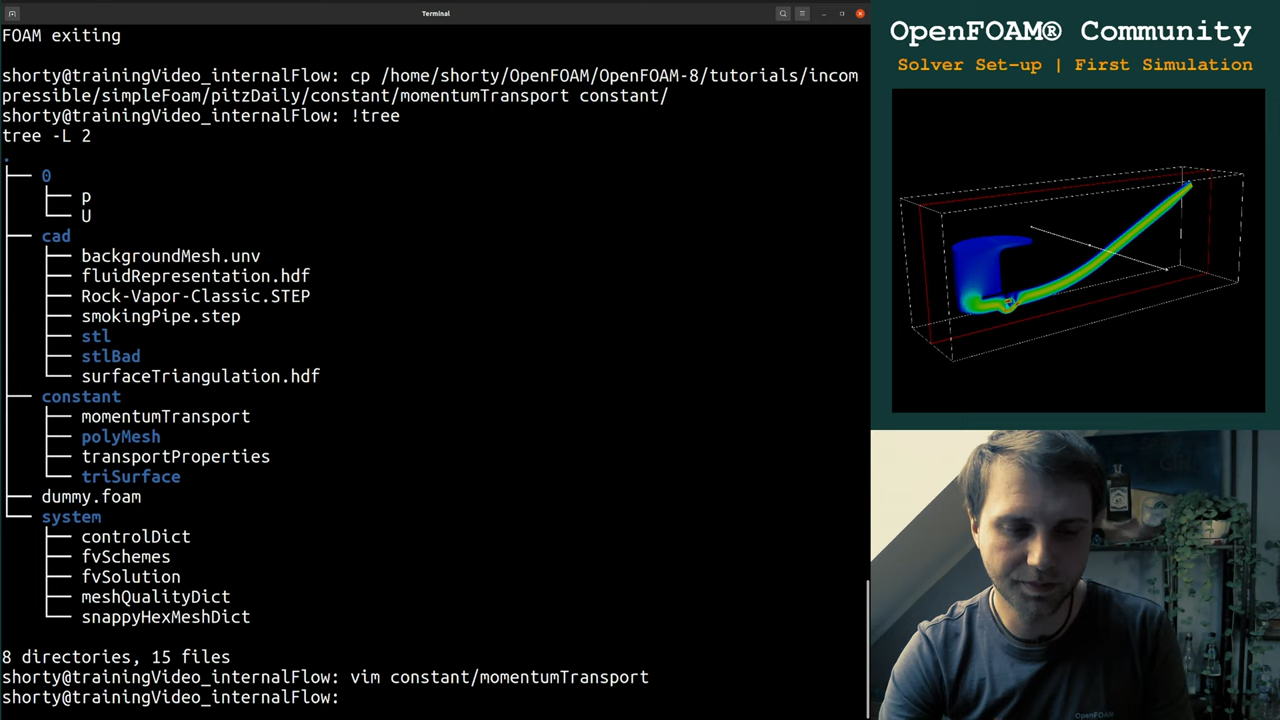 Terminal
FOAM exiting
shorty@trainingVideo_internalFlow: cp /home/shorty/OpenFOAM/OpenFOAM-8/tutorials/incom
pressible/simpleFoam/pitzDaily/constant/momentumTransport constant/
shorty@trainingVideo_internalFlow: !tree
tree -L 2
.
├── 0
│   ├── p
│   └── U
├── cad
│   ├── backgroundMesh.unv
│   ├── fluidRepresentation.hdf
│   ├── Rock-Vapor-Classic.STEP
│   ├── smokingPipe.step
│   ├── stl
│   ├── stlBad
│   └── surfaceTriangulation.hdf
├── constant
│   ├── momentumTransport
│   ├── polyMesh
│   ├── transportProperties
│   └── triSurface
├── dummy.foam
└── system
    ├── controlDict
    ├── fvSchemes
    ├── fvSolution
    ├── meshQualityDict
    └── snappyHexMeshDict
8 directories, 15 files
shorty@trainingVideo_internalFlow: vim constant/momentumTransport
shorty@trainingVideo_internalFlow:
OpenFOAM® Community
Solver Set-up | First Simulation
OpenFOAM